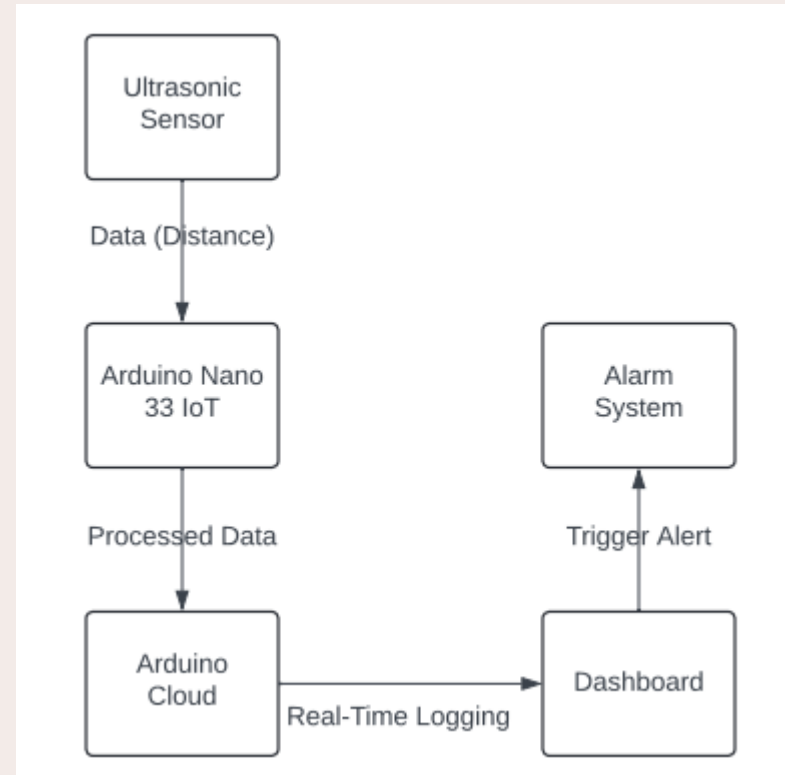 Ultrasonic
Sensor
Data (Distance)
Arduino Nano
33 IoT
Processed Data
Arduino
Cloud
Real-Time Logging
Dashboard
Trigger Alert
Alarm
System